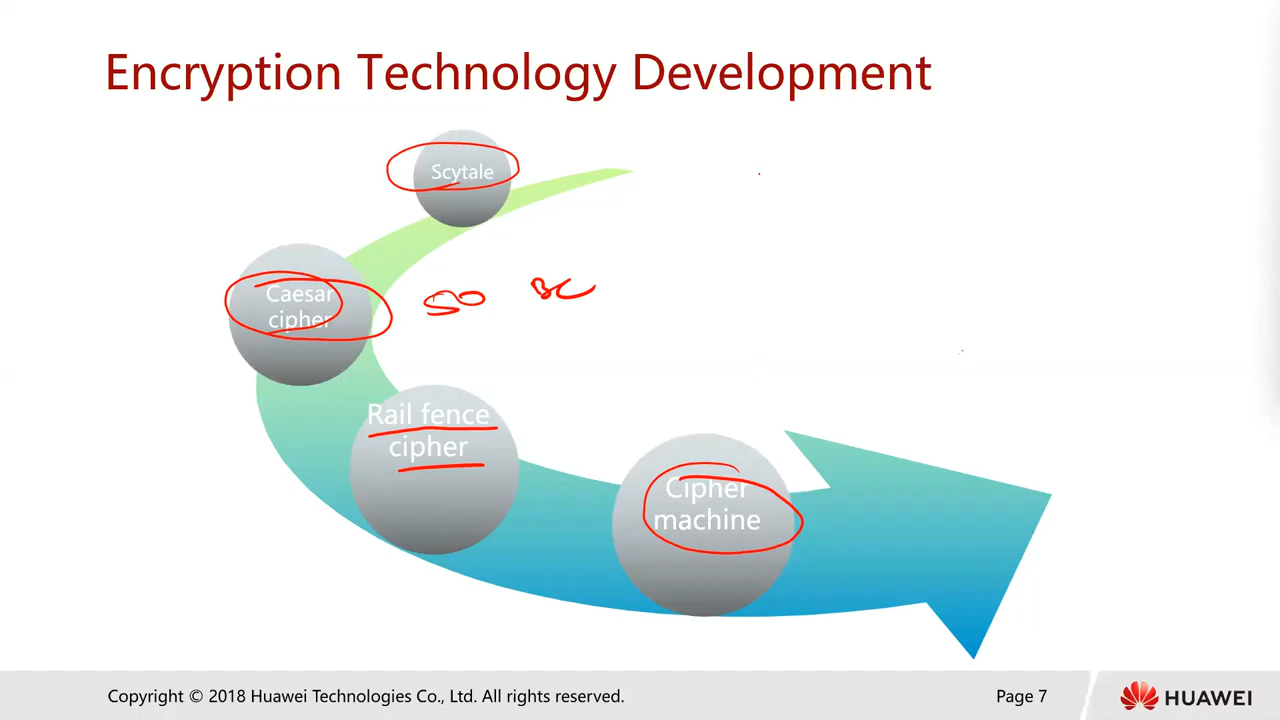 Encryption Technology Development
Scytale
Caesar
cipher
50 BC
Rail fence
cipher
Cipher
machine
Copyright © 2018 Huawei Technologies Co., Ltd. All rights reserved.
Page 7
HUAWEI